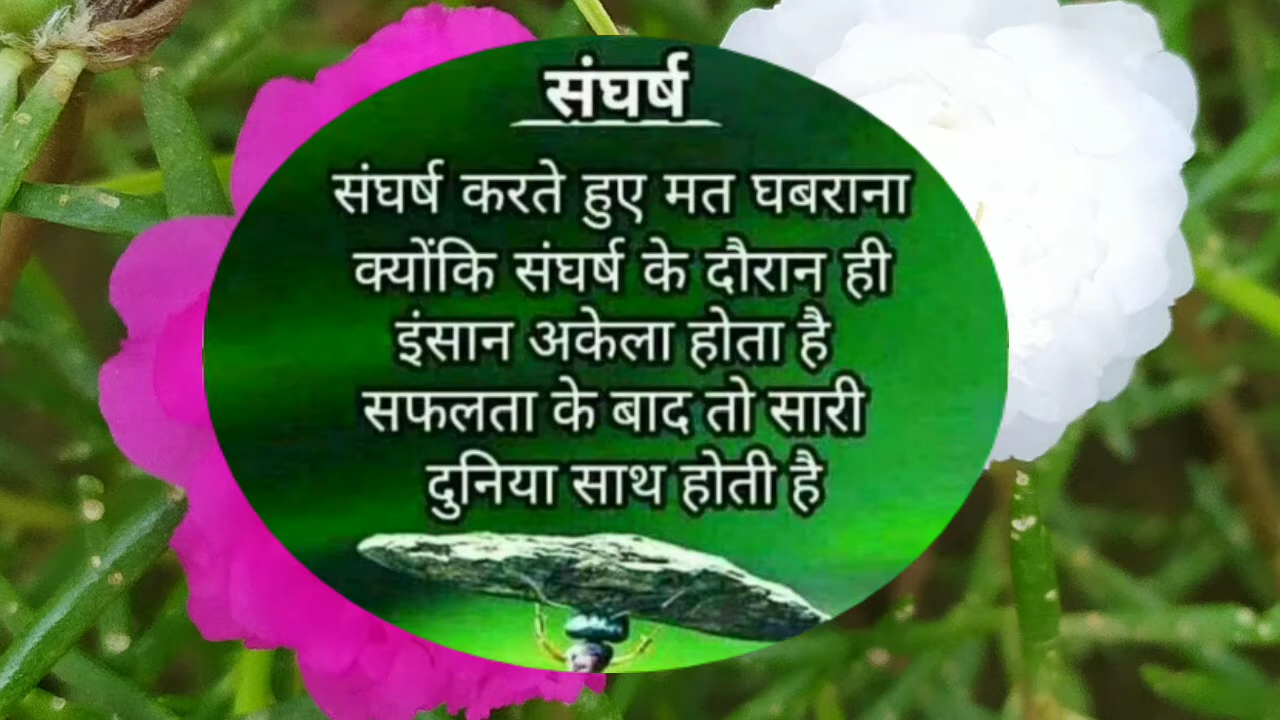 संघर्ष
संघर्ष करते हुए मत घबराना
क्योंकि संघर्ष के दौरान ही
इंसान अकेला होता है
सफलता के बाद तो सारी
दुनिया साथ होती है